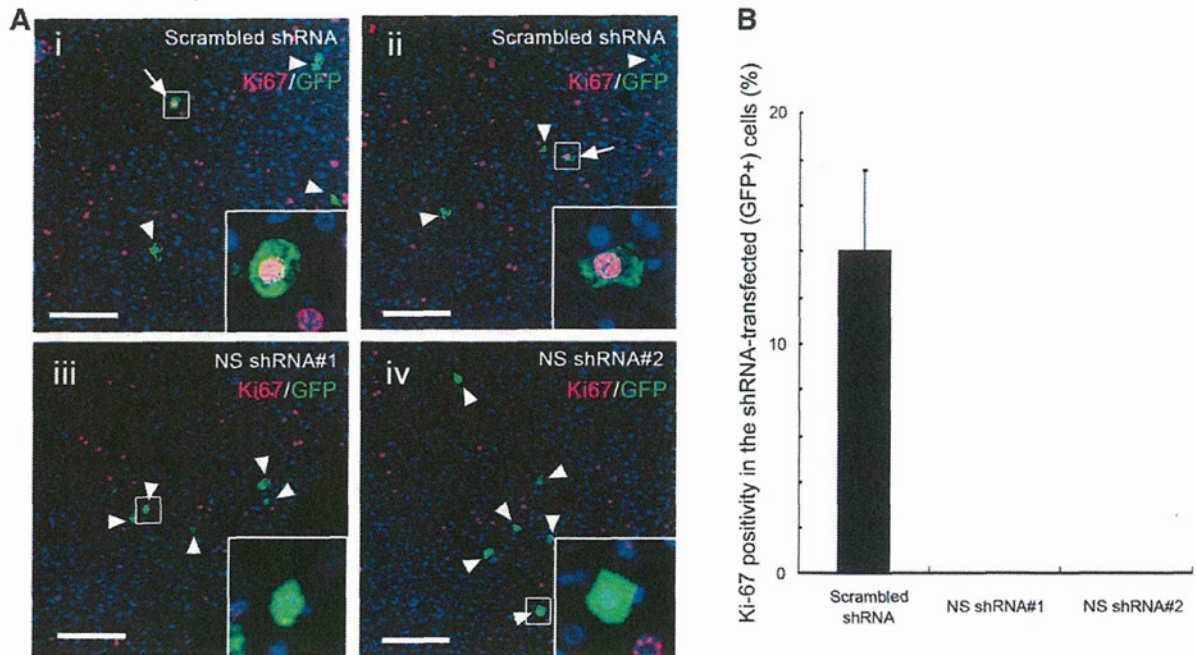 A
i
Scrambled shRNA
Ki67/GFP
ii
Scrambled shRNA
Ki67/GFP
iii
NS shRNA#1
Ki67/GFP
iv
NS shRNA#2
Ki67/GFP
B
Ki-67 positivity in the shRNA-transfected (GFP+) cells (%)
20
10
0
Scrambled
shRNA
NS shRNA#1
NS shRNA#2